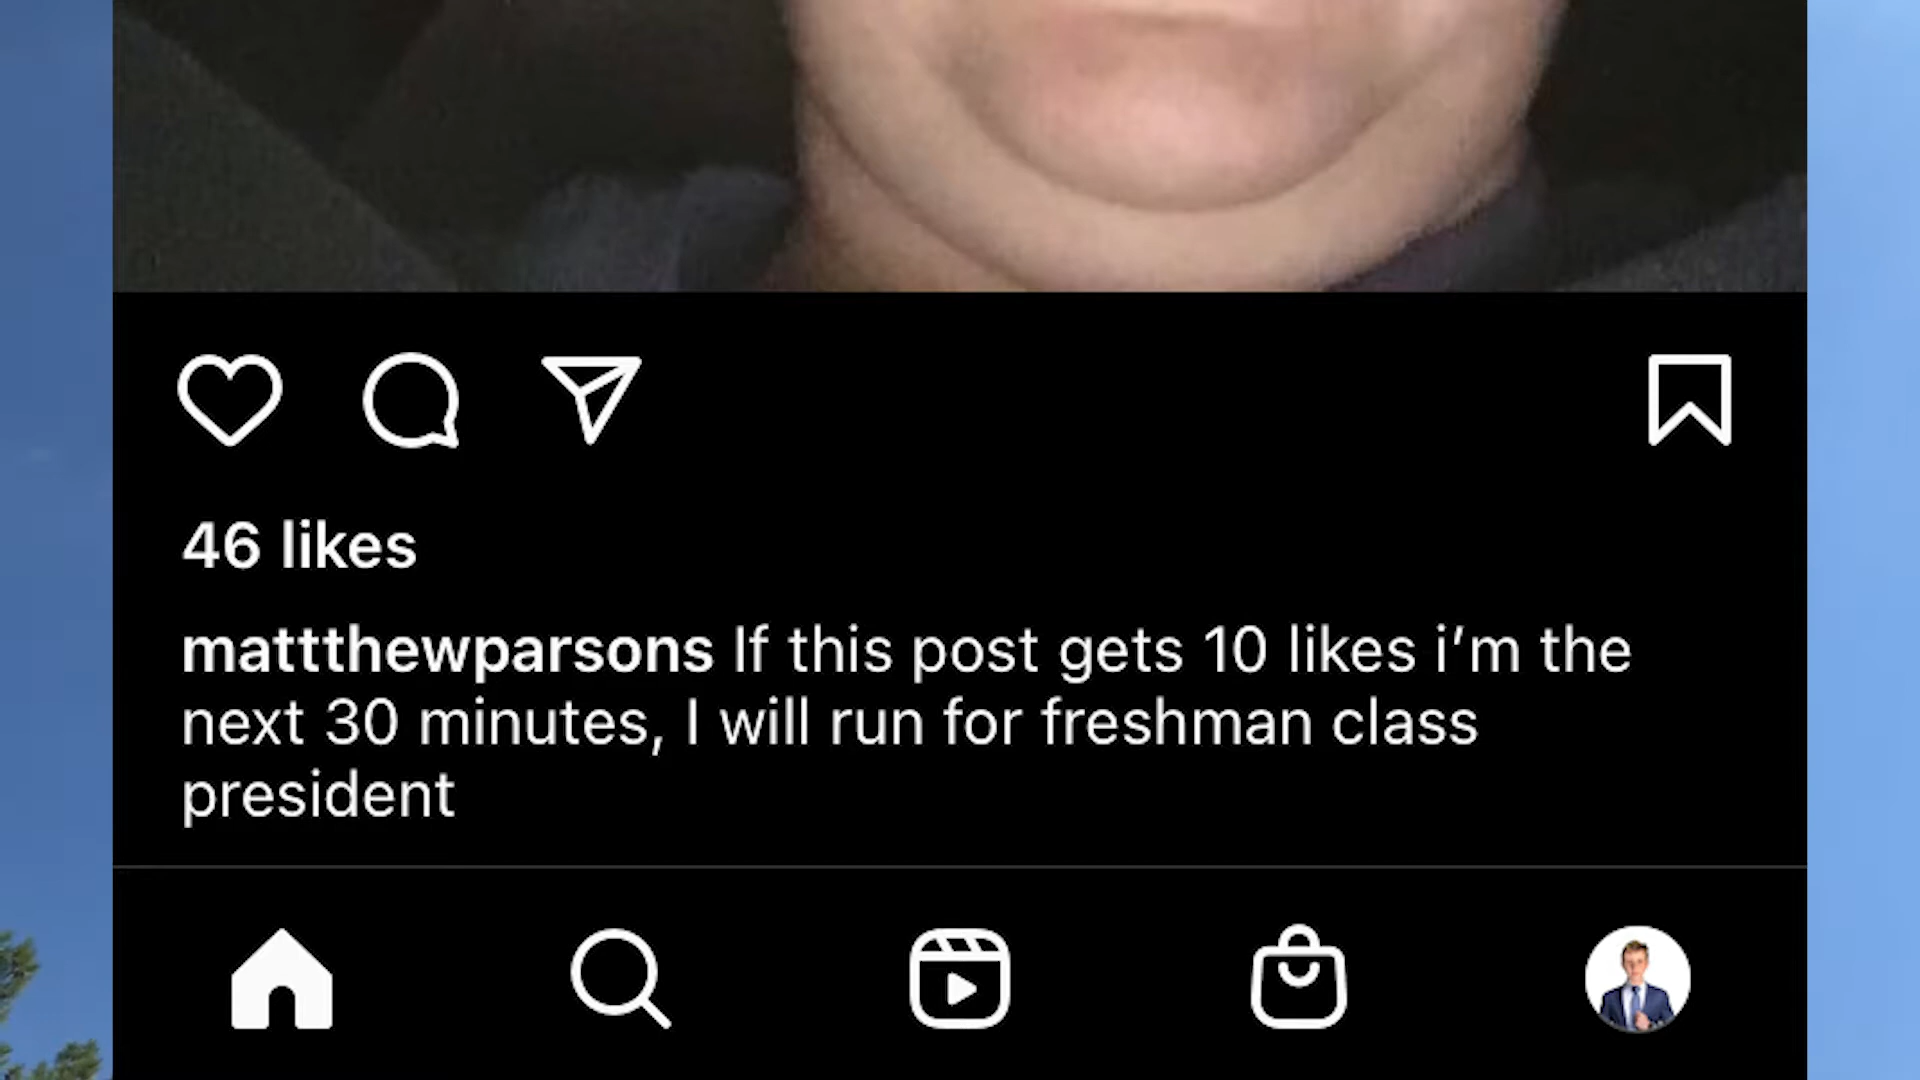 46 likes
mattthewparsons If this post gets 10 likes i’m the
next 30 minutes, I will run for freshman class
president